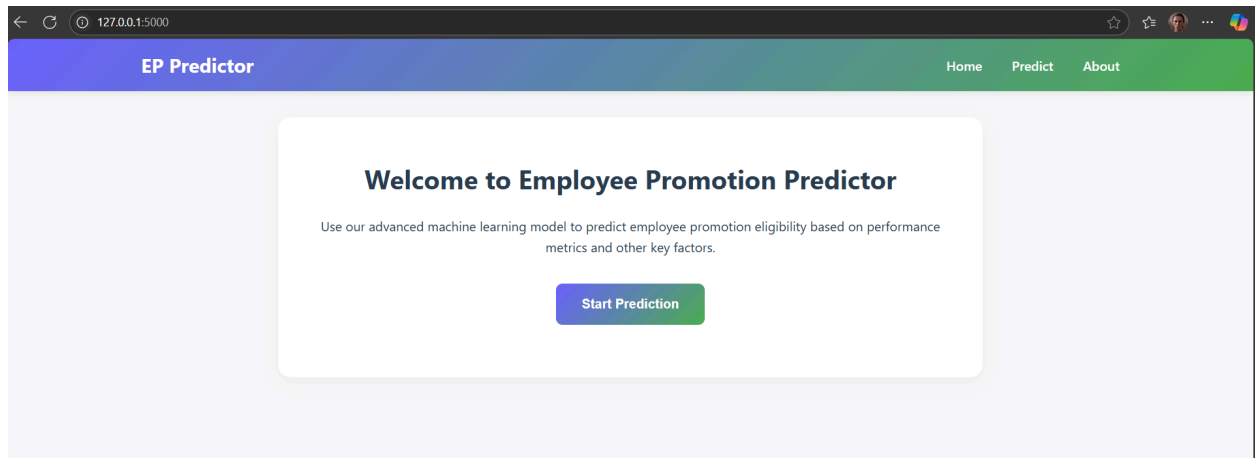 127.0.0.1:5000
EP Predictor
Home Predict About
Welcome to Employee Promotion Predictor
Use our advanced machine learning model to predict employee promotion eligibility based on performance
metrics and other key factors.
Start Prediction